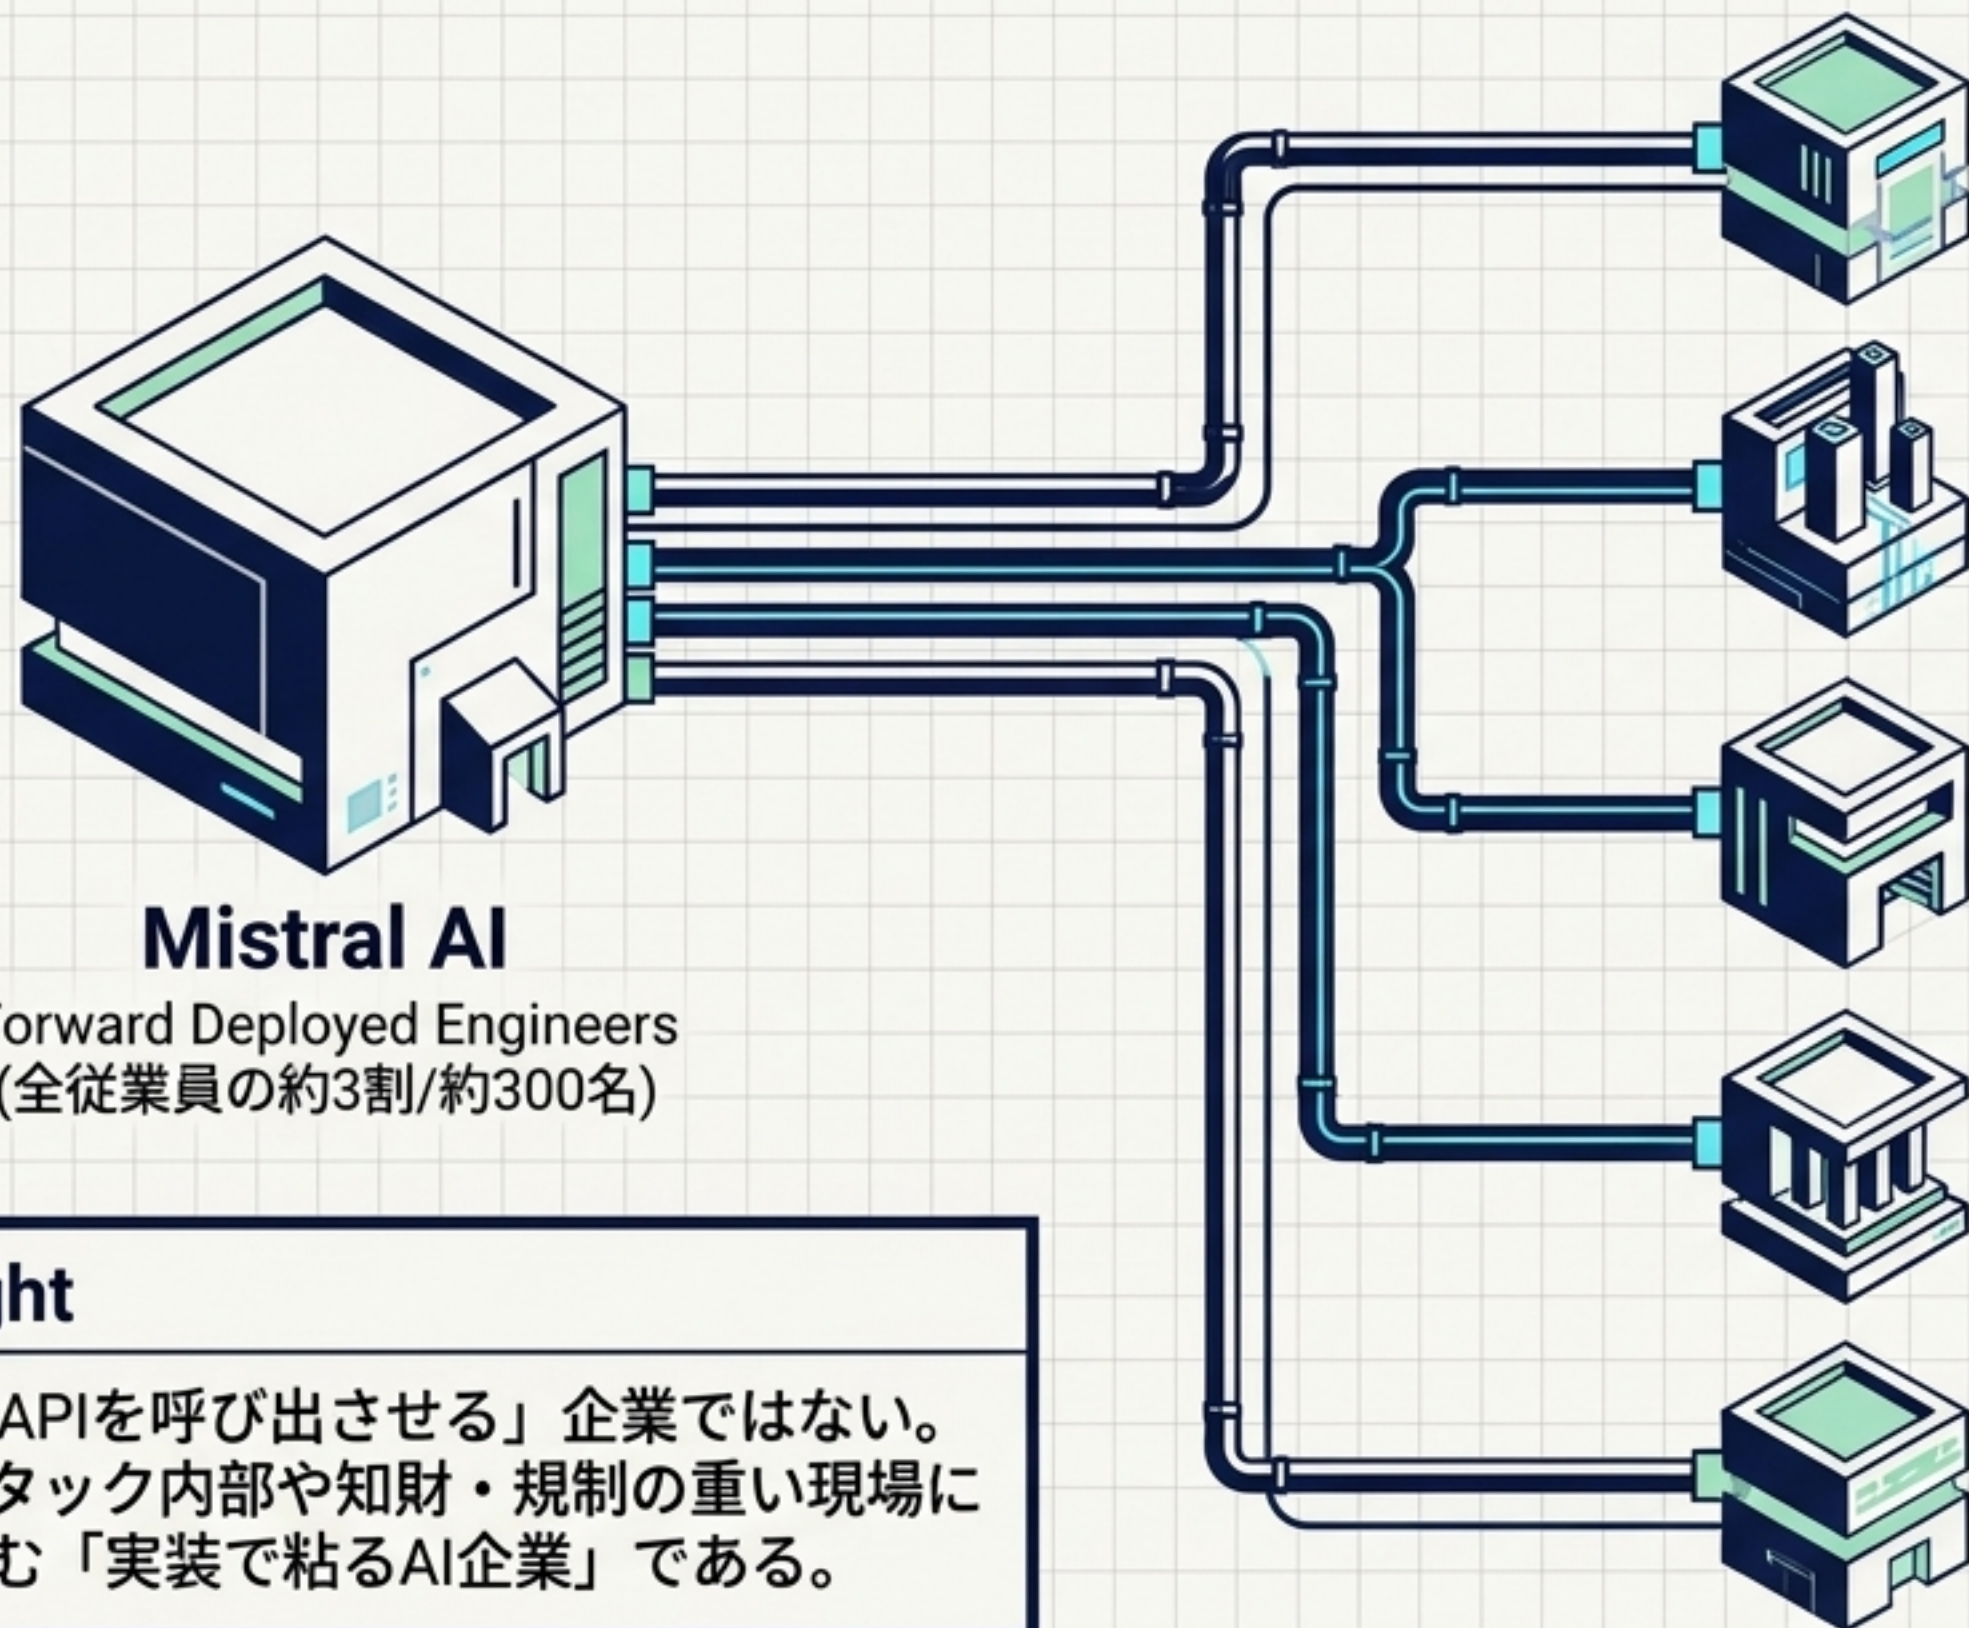 Mistral AI
orward Deployed Engineers
(全従業員の約3割/約300名)
ght
APIを呼び出させる」企業ではない。
タック内部や知財・規制の重い現場に
む「実装で粘るAI企業」である。